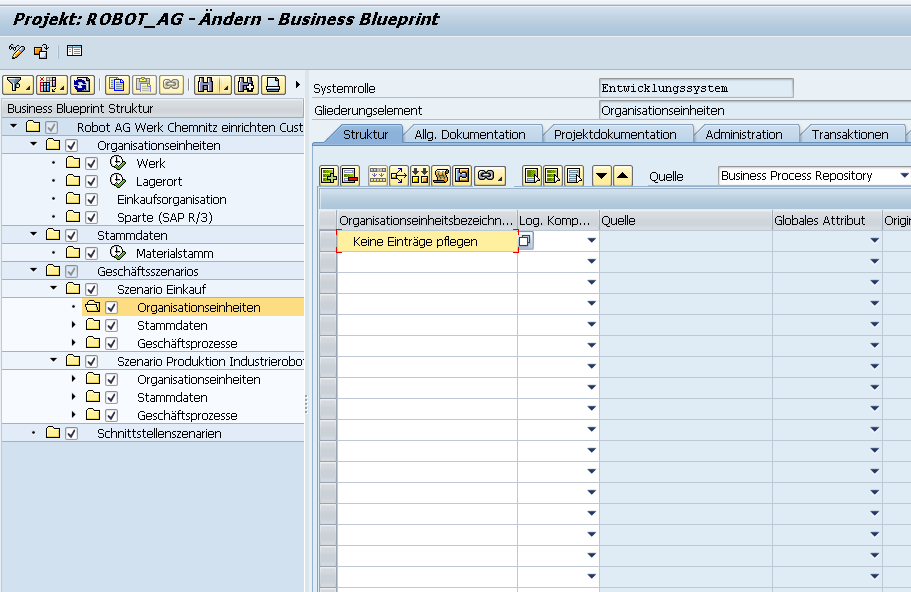 Projekt: ROBOT_AG - Ändern - Business Blueprint
Business Blueprint Struktur
Robot AG Werk Chemnitz einrichten Cust
Organisationseinheiten
Werk
Lagerort
Einkaufsorganisation
Sparte (SAP R/3)
Stammdaten
Materialstamm
Geschäftsszenarios
Szenario Einkauf
Organisationseinheiten
Stammdaten
Geschäftsprozesse
Szenario Produktion Industrierobo
Organisationseinheiten
Stammdaten
Geschäftsprozesse
Schnittstellenszenarien
Systemrolle Entwicklungssystem
Gliederungselement Organisationseinheiten
Struktur Allg. Dokumentation Projektdokumentation Administration Transaktionen
Quelle Business Process Repository
Organisationseinheitsbezeichn... Log. Komp... Quelle Globales Attribut Origin
Keine Einträge pflegen